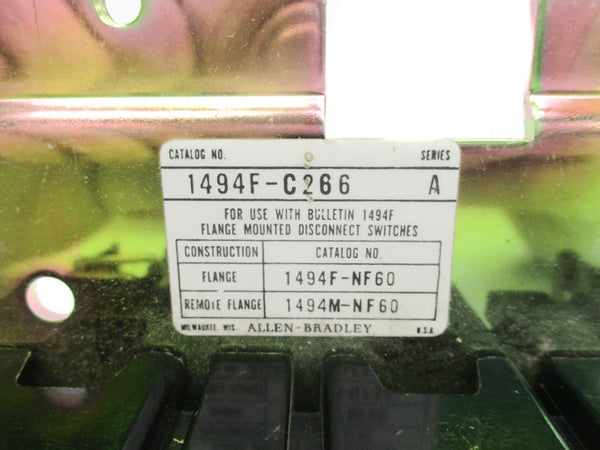 CATALOG NO. SERIES
1494F-C266 A
FOR USE WITH BULLETIN 1494F
FLANGE MOUNTED DISCONNECT SWITCHES
CONSTRUCTION CATALOG NO.
FLANGE 1494F-NF60
REMOTE FLANGE 1494M-NF60
MILWAUKEE, WIS. ALLEN-BRADLEY U.S.A.